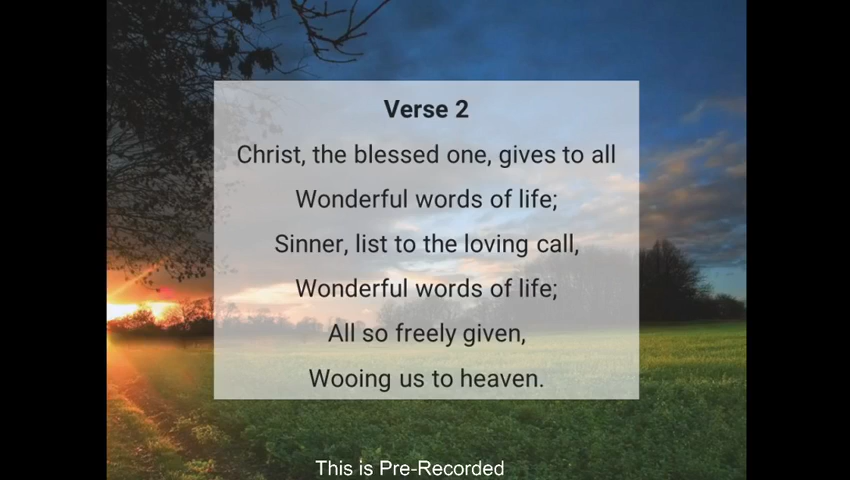 Verse 2
Christ, the blessed one, gives to all
Wonderful words of life;
Sinner, list to the loving call,
Wonderful words of life;
All so freely given,
Wooing us to heaven.
This is Pre-Recorded